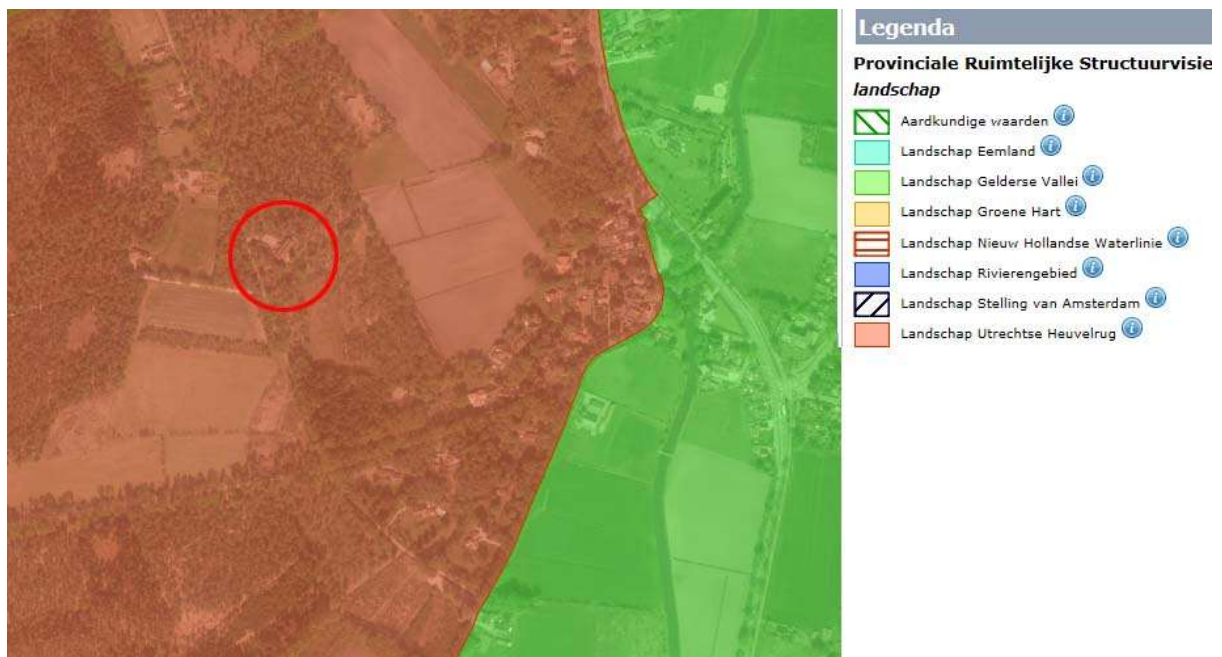 Legenda
Provinciale Ruimtelijke Structuurvisie
landschap
Aardkundige waarden
Landschap Eemland
Landschap Gelderse Vallei
Landschap Groene Hart
Landschap Nieuw Hollandse Waterlinie
Landschap Rivierengebied
Landschap Stelling van Amsterdam
Landschap Utrechtse Heuvelrug